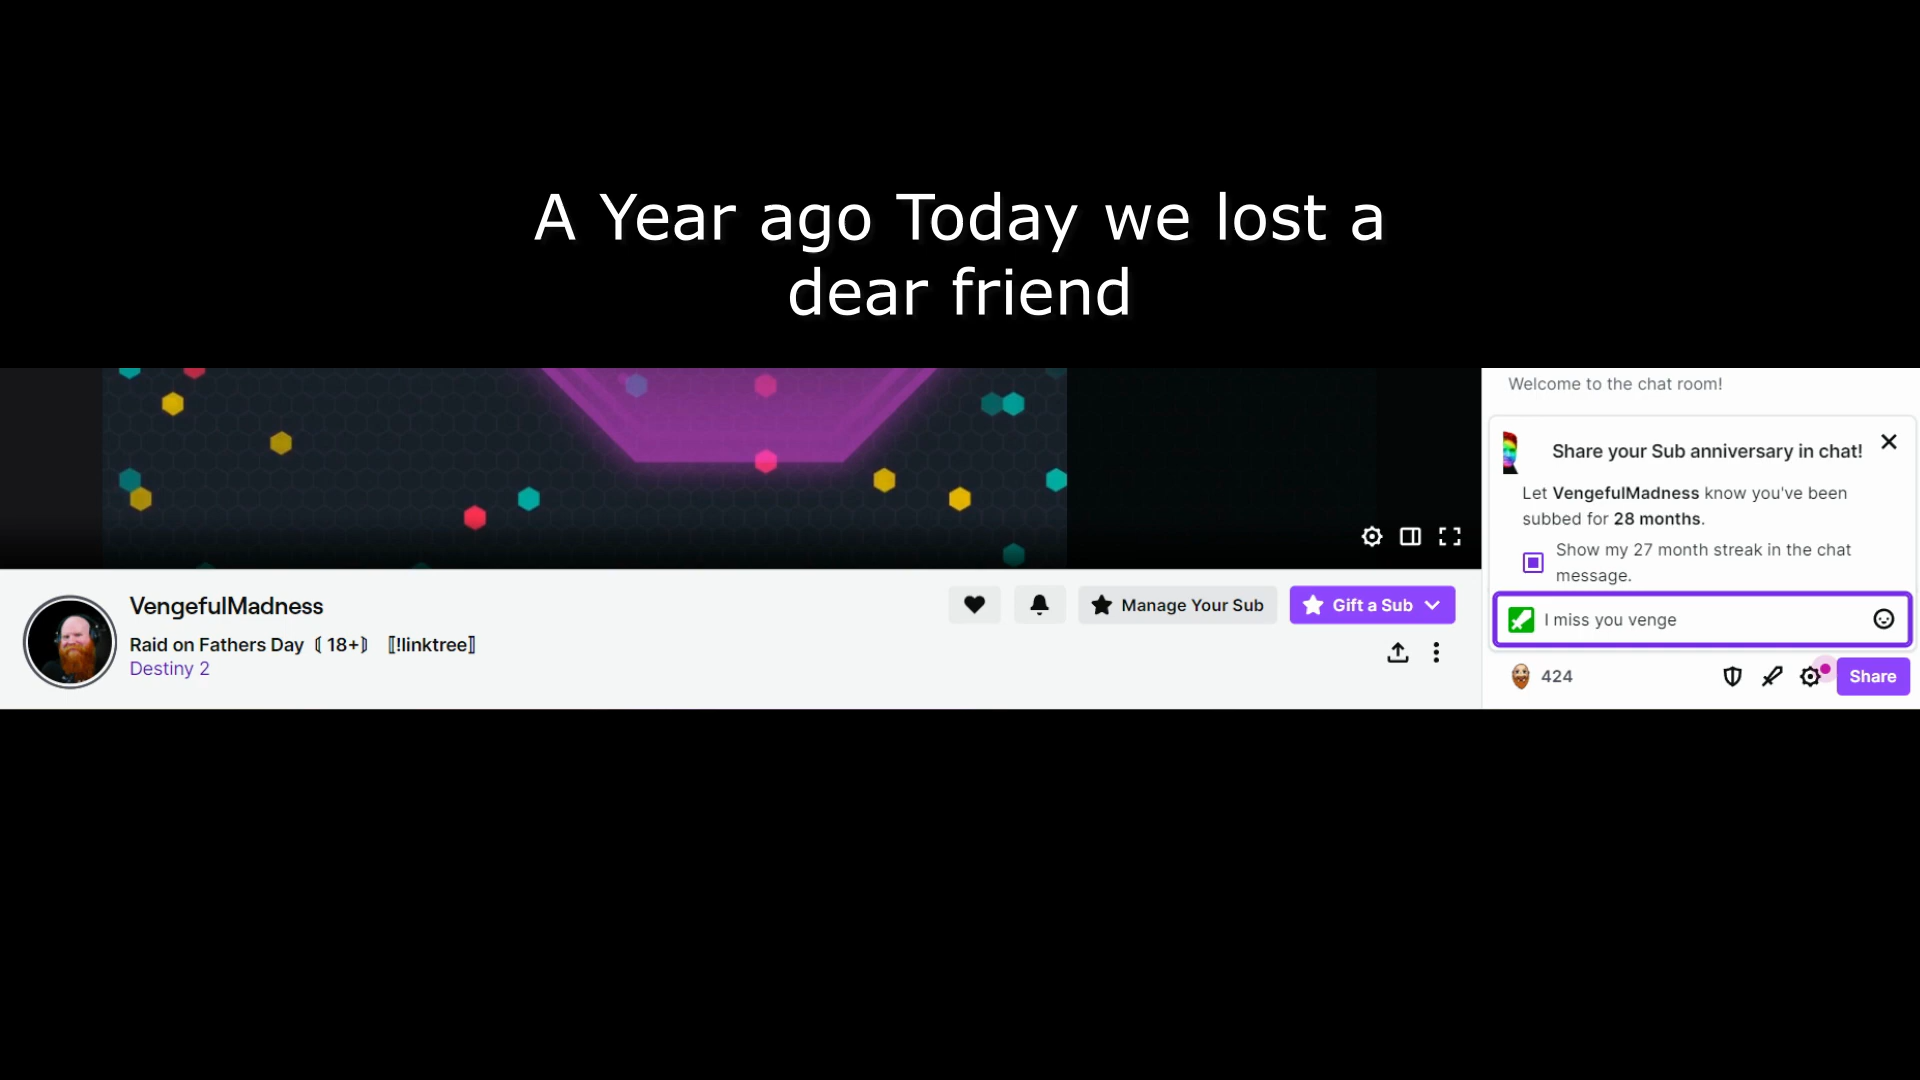 A Year ago Today we lost a
dear friend
Welcome to the chat room!
Share your Sub anniversary in chat!
Let VengefulMadness know you've been
subbed for 28 months.
Show my 27 month streak in the chat
message.
I miss you venge
424
Share
VengefulMadness
Raid on Fathers Day ⟬ 18+⟭ ⟦!linktree⟧
Destiny 2
Manage Your Sub
Gift a Sub